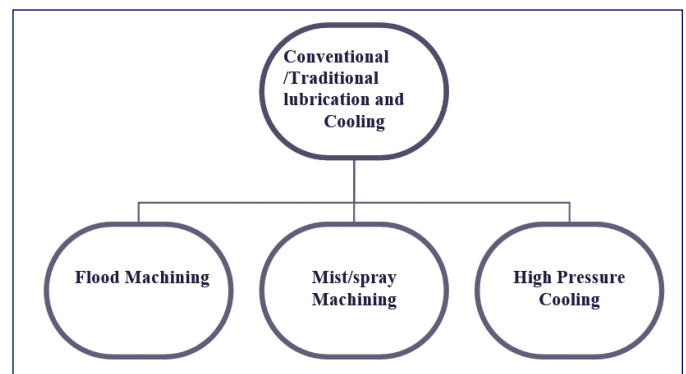 Conventional
/Traditional
lubrication and
Cooling
Flood Machining
Mist/spray
Machining
High Pressure
Cooling